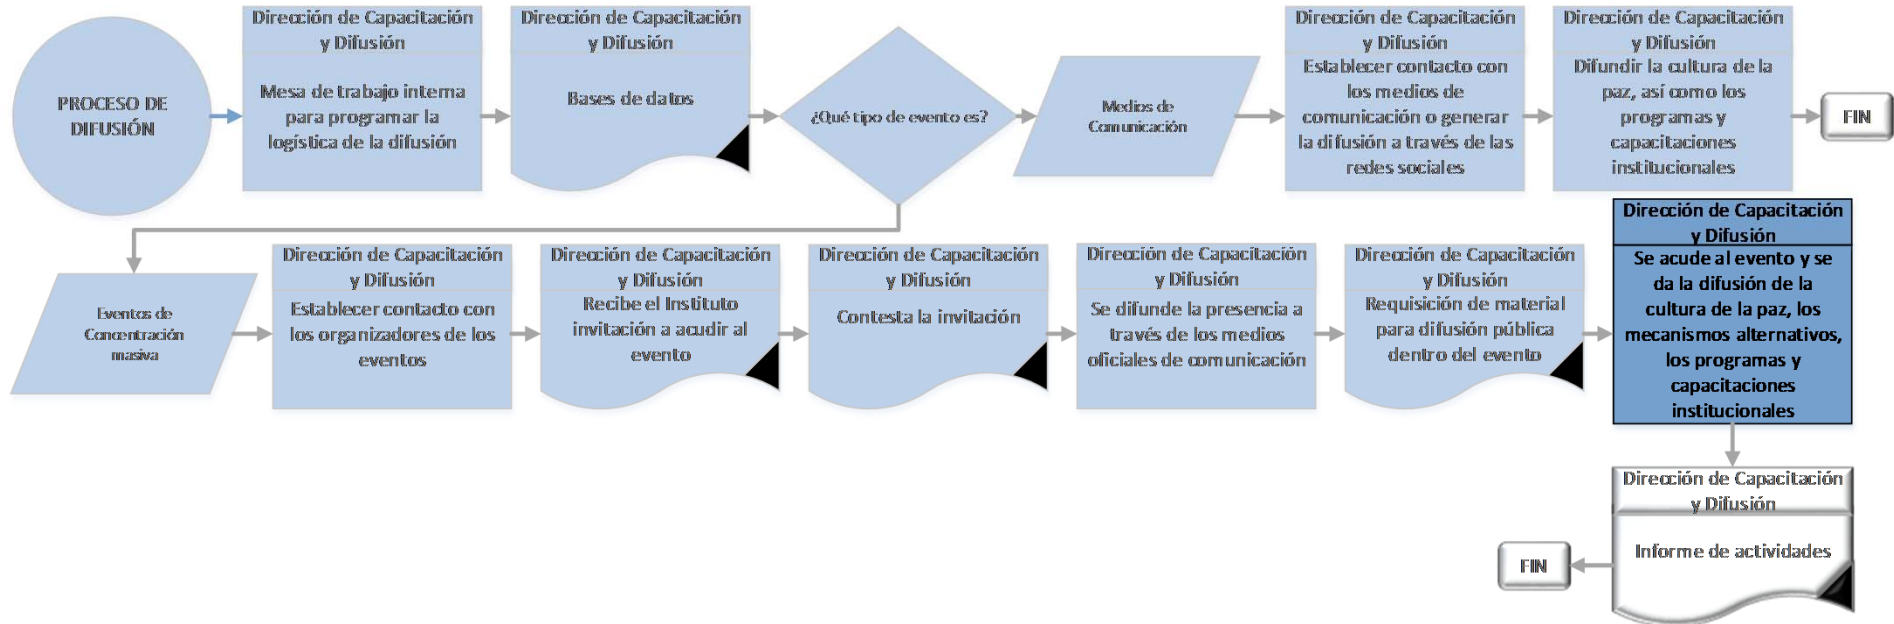 PROCESO DE
DIFUSIÓN
Dirección de Capacitación
y Difusión
Mesa de trabajo interna
para programar la
logística de la difusión
Dirección de Capacitación
y Difusión
Bases de datos
¿Qué tipo de evento es?
Medios de
Comunicación
Dirección de Capacitación
y Difusión
Establecer contacto con
los medios de
comunicación o generar
la difusión a través de las
redes sociales
Dirección de Capacitación
y Difusión
Difundir la cultura de la
paz, así como los
programas y
capacitaciones
institucionales
FIN
Eventos de
Concentración
masiva
Dirección de Capacitación
y Difusión
Establecer contacto con
los organizadores de los
eventos
Dirección de Capacitación
y Difusión
Recibe el Instituto
invitación a acudir al
evento
Dirección de Capacitación
y Difusión
Contesta la invitación
Dirección de Capacitación
y Difusión
Se difunde la presencia a
través de los medios
oficiales de comunicación
Dirección de Capacitación
y Difusión
Requisición de material
para difusión pública
dentro del evento
Dirección de Capacitación
y Difusión
Se acude al evento y se
da la difusión de la
cultura de la paz, los
mecanismos alternativos,
los programas y
capacitaciones
institucionales
Dirección de Capacitación
y Difusión
Informe de actividades
FIN